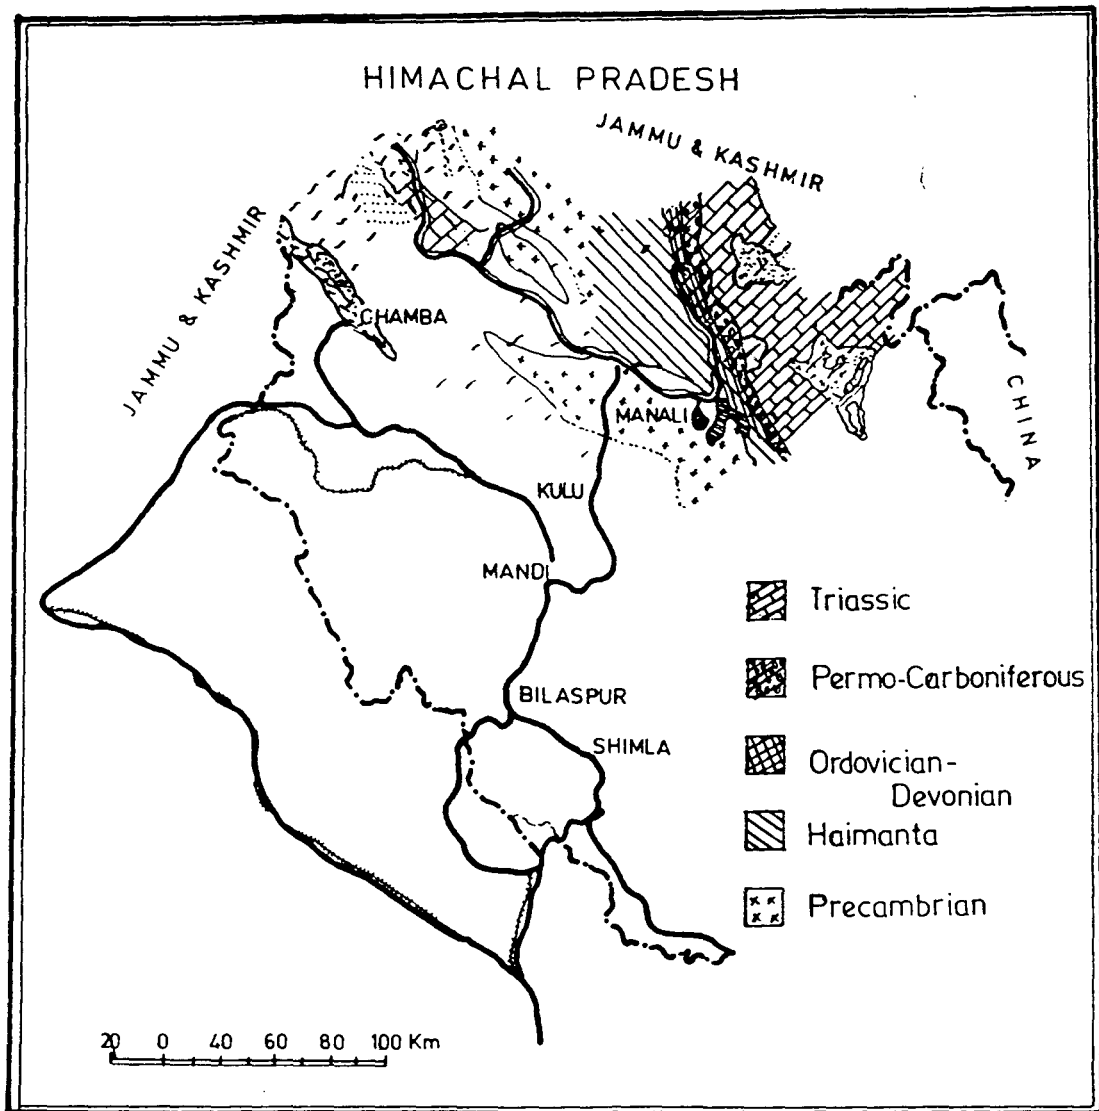 HIMACHAL PRADESH
JAMMU & KASHMIR
JAMMU & KASHMIR
CHAMBA
CHINA
MANALI
KULU
MANDI
BILASPUR
SHIMLA
Triassic
Permo-Carboniferous
Ordovician-
Devonian
Haimanta
Precambrian
20 0 40 60 80 100 Km